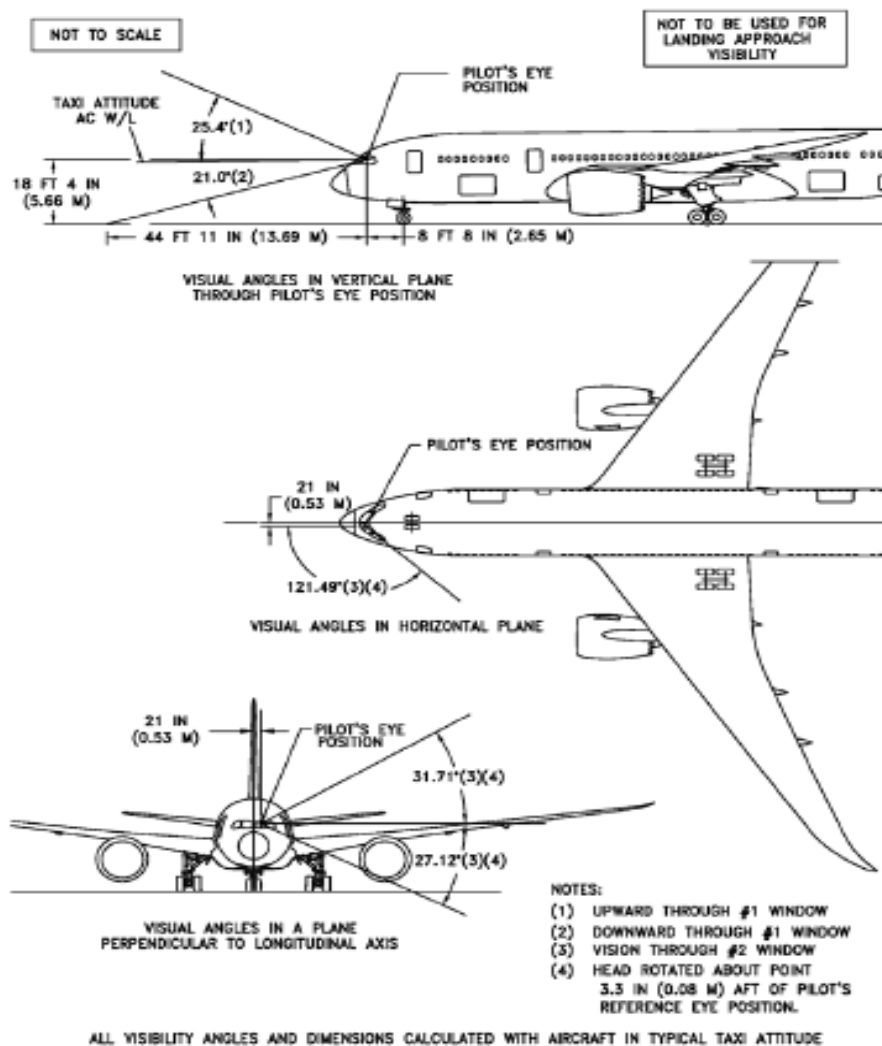 NOT TO SCALE
NOT TO BE USED FOR
LANDING APPROACH
VISIBILITY
PILOT'S EYE
POSITION
TAXI ATTITUDE
AC W/L
25.4°(1)
21.0°(2)
18 FT 4 IN
(5.66 M)
44 FT 11 IN (13.69 M)
8 FT 8 IN (2.65 M)
VISUAL ANGLES IN VERTICAL PLANE
THROUGH PILOT'S EYE POSITION
PILOT'S EYE POSITION
21 IN
(0.53 M)
121.49°(3)(4)
VISUAL ANGLES IN HORIZONTAL PLANE
21 IN
(0.53 M)
PILOT'S EYE
POSITION
31.71°(3)(4)
27.12°(3)(4)
VISUAL ANGLES IN A PLANE
PERPENDICULAR TO LONGITUDINAL AXIS
NOTES:
(1) UPWARD THROUGH #1 WINDOW
(2) DOWNWARD THROUGH #1 WINDOW
(3) VISION THROUGH #2 WINDOW
(4) HEAD ROTATED ABOUT POINT
3.3 IN (0.08 M) AFT OF PILOT'S
REFERENCE EYE POSITION.
ALL VISIBILITY ANGLES AND DIMENSIONS CALCULATED WITH AIRCRAFT IN TYPICAL TAXI ATTITUDE